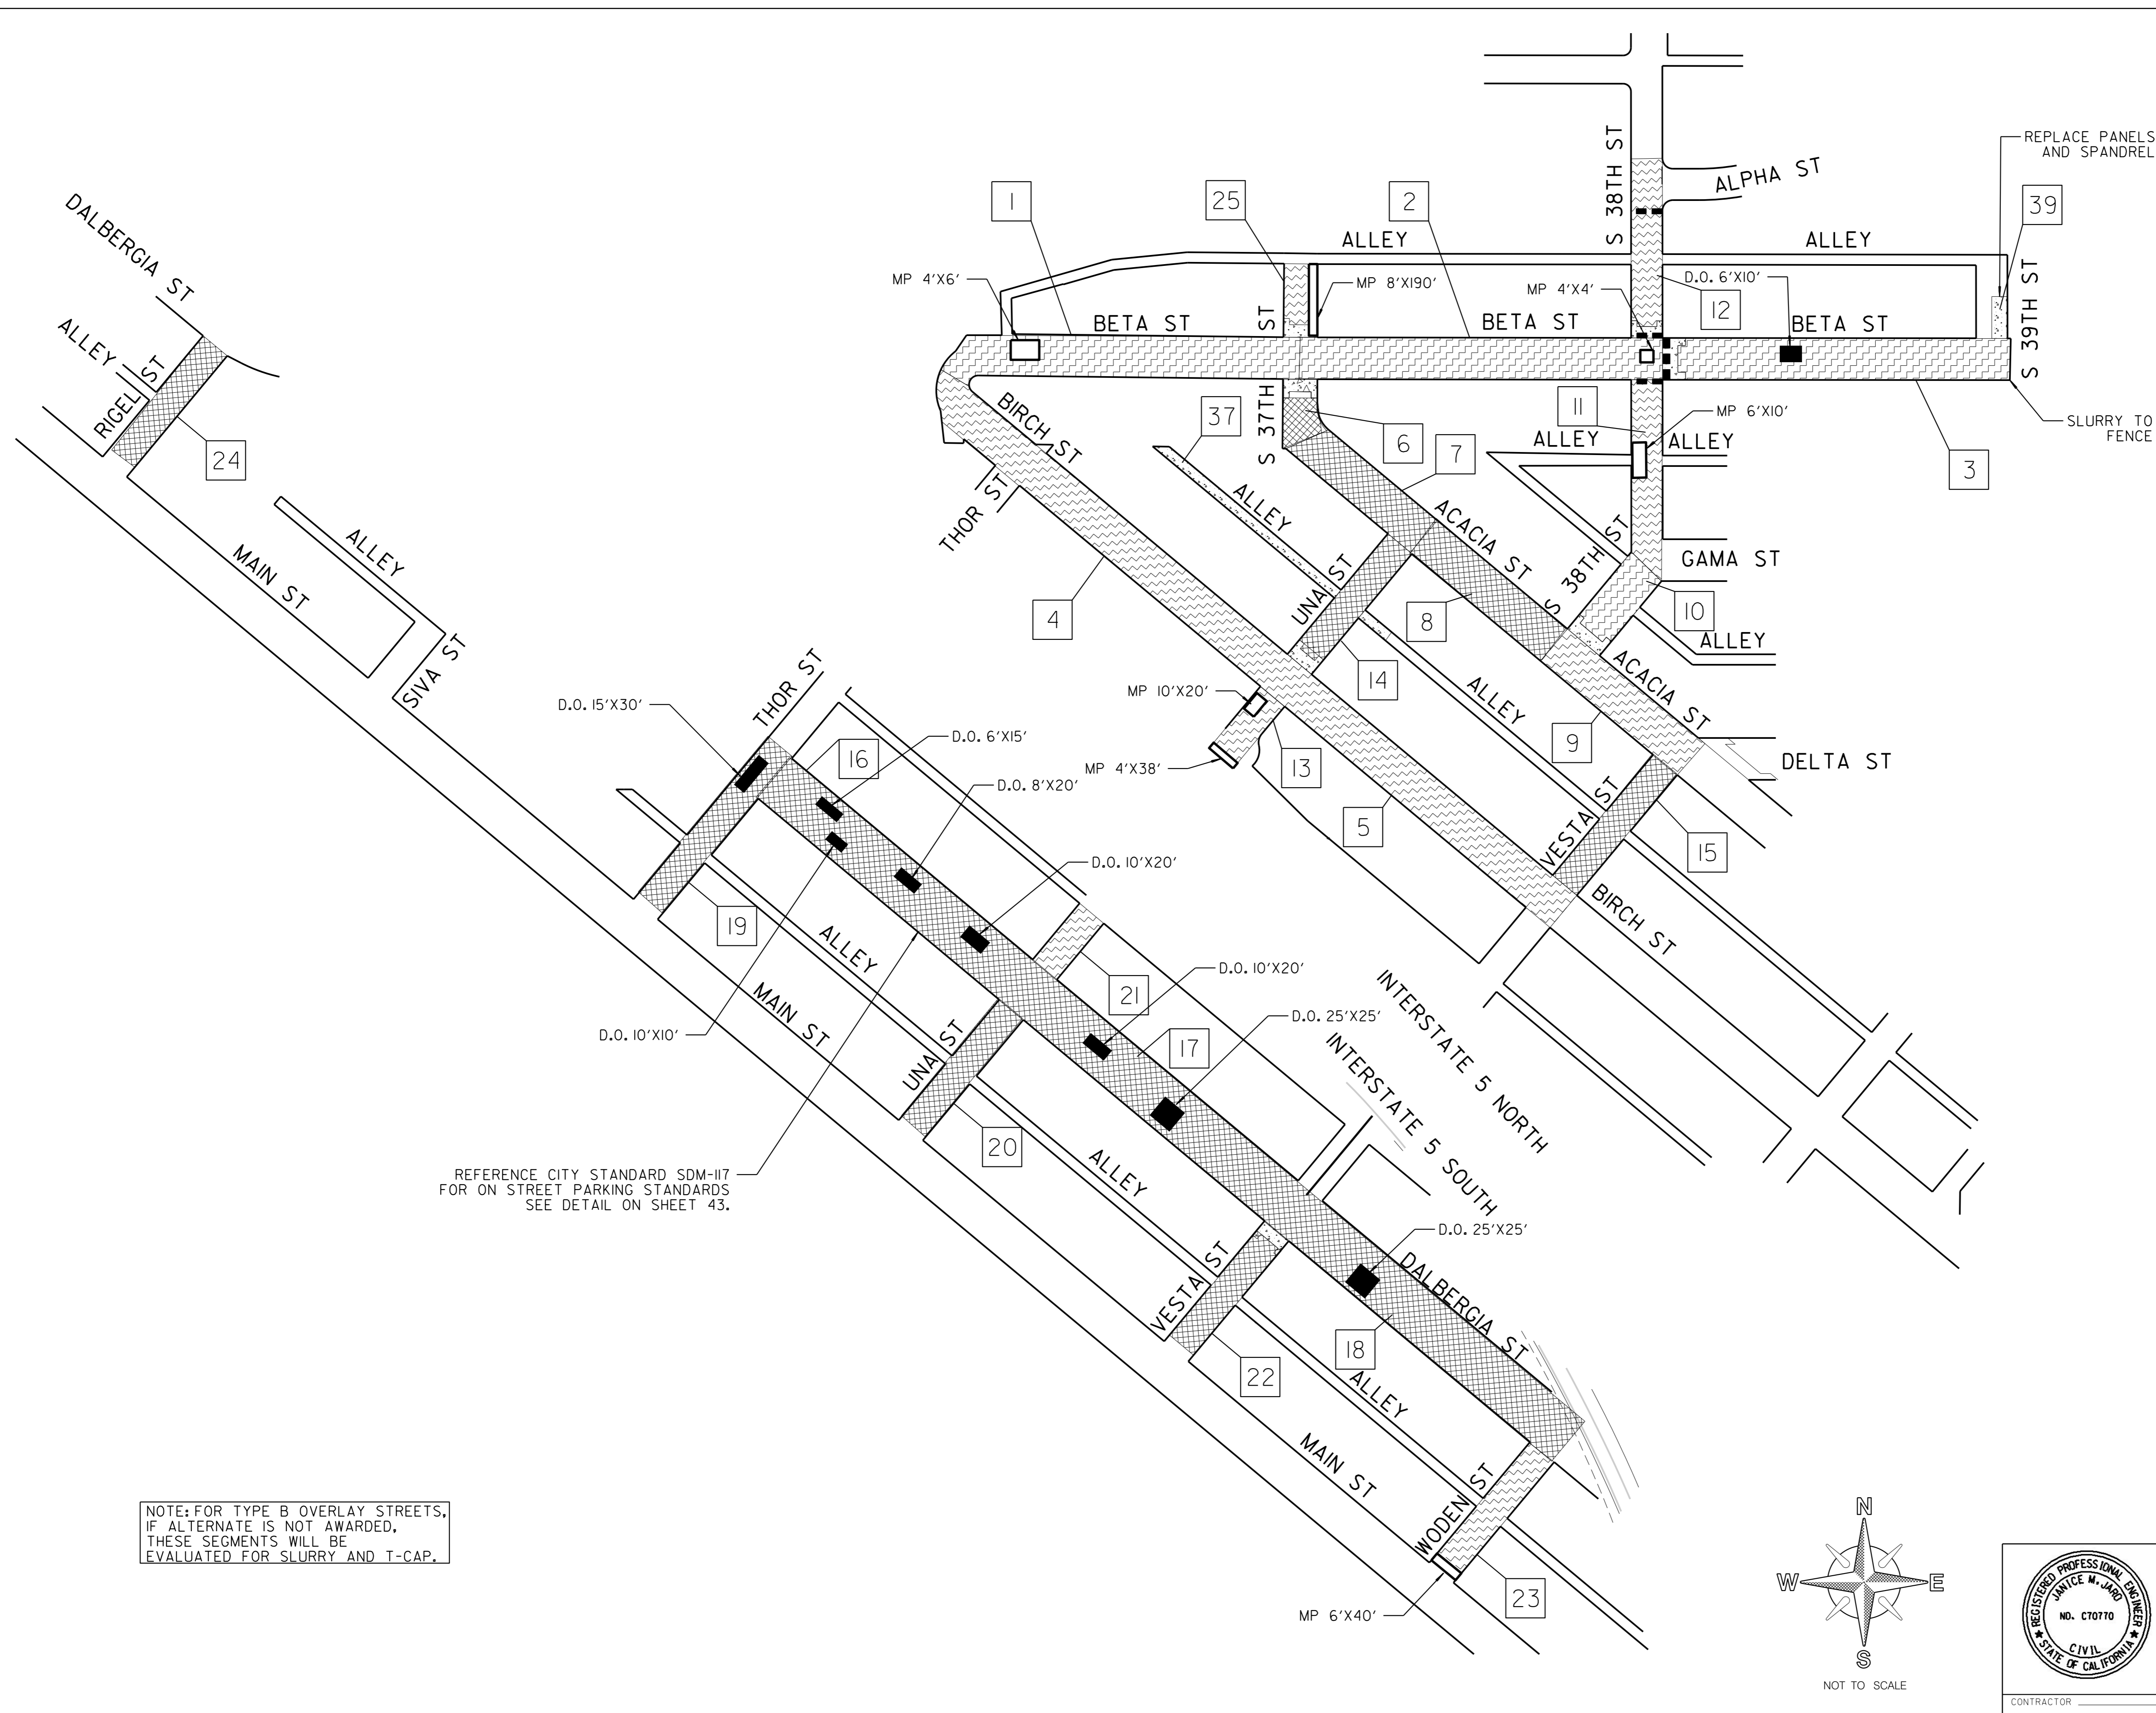 REPLACE PANELS
AND SPANDREL
S 38TH ST
ALPHA ST
1
25
2
39
ALLEY
ALLEY
DALBERGIA ST
S 39TH ST
MP 4'X6'
MP 8'X190'
MP 4'X4'
D.O. 6'X10'
12
BETA ST
S 37TH ST
BETA ST
BETA ST
ALLEY
RIGEL ST
24
BIRCH ST
37
6
7
11
MP 6'X10'
ALLEY
ALLEY
SLURRY TO
FENCE
3
THOR ST
ALLEY
ACACIA ST
S 38TH ST
GAMA ST
10
ALLEY
MAIN ST
ALLEY
SIVA ST
4
UNA ST
8
14
ALLEY
ACACIA ST
9
DELTA ST
MP 10'X20'
MP 4'X38'
13
5
VESTA ST
15
BIRCH ST
D.O. 15'X30'
THOR ST
16
D.O. 6'X15'
D.O. 8'X20'
D.O. 10'X20'
19
ALLEY
MAIN ST
D.O. 10'X10'
21
D.O. 10'X20'
17
D.O. 25'X25'
INTERSTATE 5 NORTH
INTERSTATE 5 SOUTH
UNA ST
20
ALLEY
REFERENCE CITY STANDARD SDM-117
FOR ON STREET PARKING STANDARDS
SEE DETAIL ON SHEET 43.
D.O. 25'X25'
DALBERGIA ST
VESTA ST
22
18
ALLEY
MAIN ST
WODEN ST
23
MP 6'X40'
NOTE: FOR TYPE B OVERLAY STREETS,
IF ALTERNATE IS NOT AWARDED,
THESE SEGMENTS WILL BE
EVALUATED FOR SLURRY AND T-CAP.
N
W
E
S
NOT TO SCALE
REGISTERED PROFESSIONAL ENGINEER
JANICE M. JARO
NO. C70770
CIVIL
STATE OF CALIFORNIA
CONTRACTOR